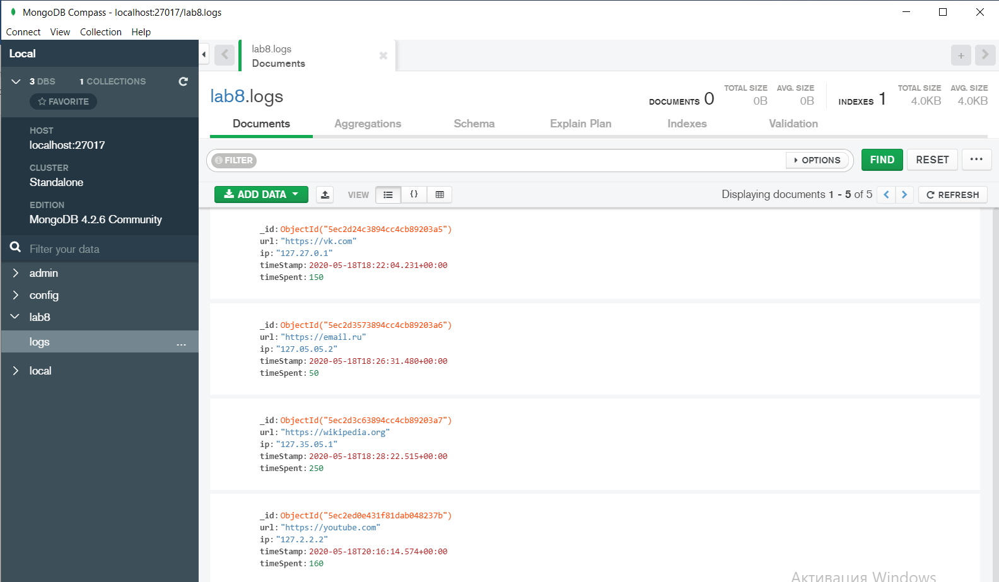 MongoDB Compass - localhost:27017/lab8.logs
Connect View Collection Help
Local
3 DBS 1 COLLECTIONS
FAVORITE
HOST
localhost:27017
CLUSTER
Standalone
EDITION
MongoDB 4.2.6 Community
Filter your data
admin
config
lab8
logs ...
local
lab8.logs
Documents
lab8.logs
DOCUMENTS 0
TOTAL SIZE AVG. SIZE
0B 0B
INDEXES 1
TOTAL SIZE AVG. SIZE
4.0KB 4.0KB
Documents Aggregations Schema Explain Plan Indexes Validation
FILTER OPTIONS FIND RESET ...
ADD DATA VIEW {} Displaying documents 1 - 5 of 5 REFRESH
_id: ObjectId("5ec2d24c3894cc4cb89203a5")
url: "https://vk.com"
ip: "127.27.0.1"
timeStamp: 2020-05-18T18:22:04.231+00:00
timeSpent: 150
_id: ObjectId("5ec2d3573894cc4cb89203a6")
url: "https://email.ru"
ip: "127.05.05.2"
timeStamp: 2020-05-18T18:26:31.480+00:00
timeSpent: 50
_id: ObjectId("5ec2d3c63894cc4cb89203a7")
url: "https://wikipedia.org"
ip: "127.35.05.1"
timeStamp: 2020-05-18T18:28:22.515+00:00
timeSpent: 250
_id: ObjectId("5ec2ed0e431f81dab048237b")
url: "https://youtube.com"
ip: "127.2.2.2"
timeStamp: 2020-05-18T20:16:14.574+00:00
timeSpent: 160
Активация Windows